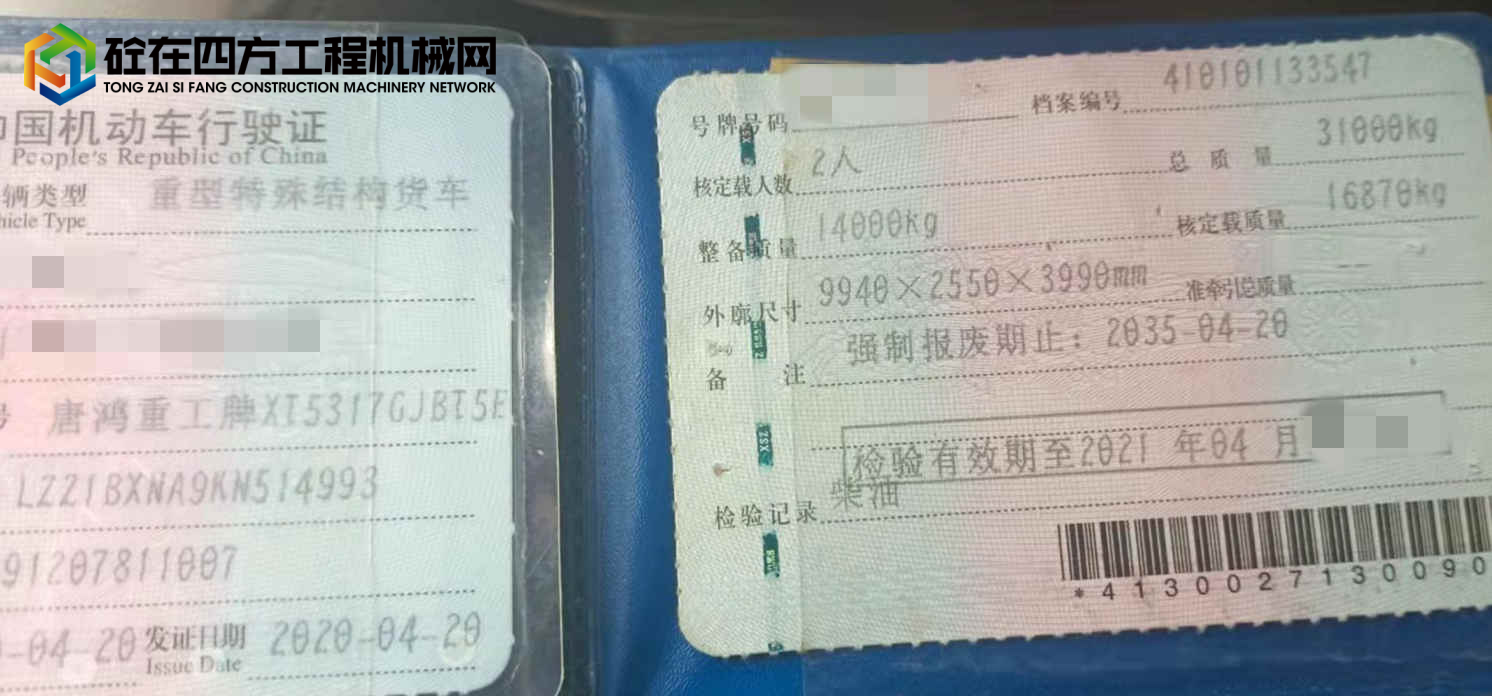 砼在四方工程机械网
TONG ZAI SI FANG CONSTRUCTION MACHINERY NETWORK
中国机动车行驶证
People's Republic of China
辆类型 重型特殊结构货车
hicle Type
号 唐鸿重工牌XT5317GJBT5E
LZZ1BXNA9KN514993
91207811007
-04-20 发证日期 2020-04-20
Issue Date
号牌号码 档案编号 410101133547
核定载人数 2人 总质量 31000kg
整备质量 14000kg 核定载质量 16870kg
外廓尺寸 9940×2550×3990mm 准牵引总质量 --
备注 强制报废期止：2035-04-20
检验有效期至2021 年04 月
检验记录 柴油
*4130027130090